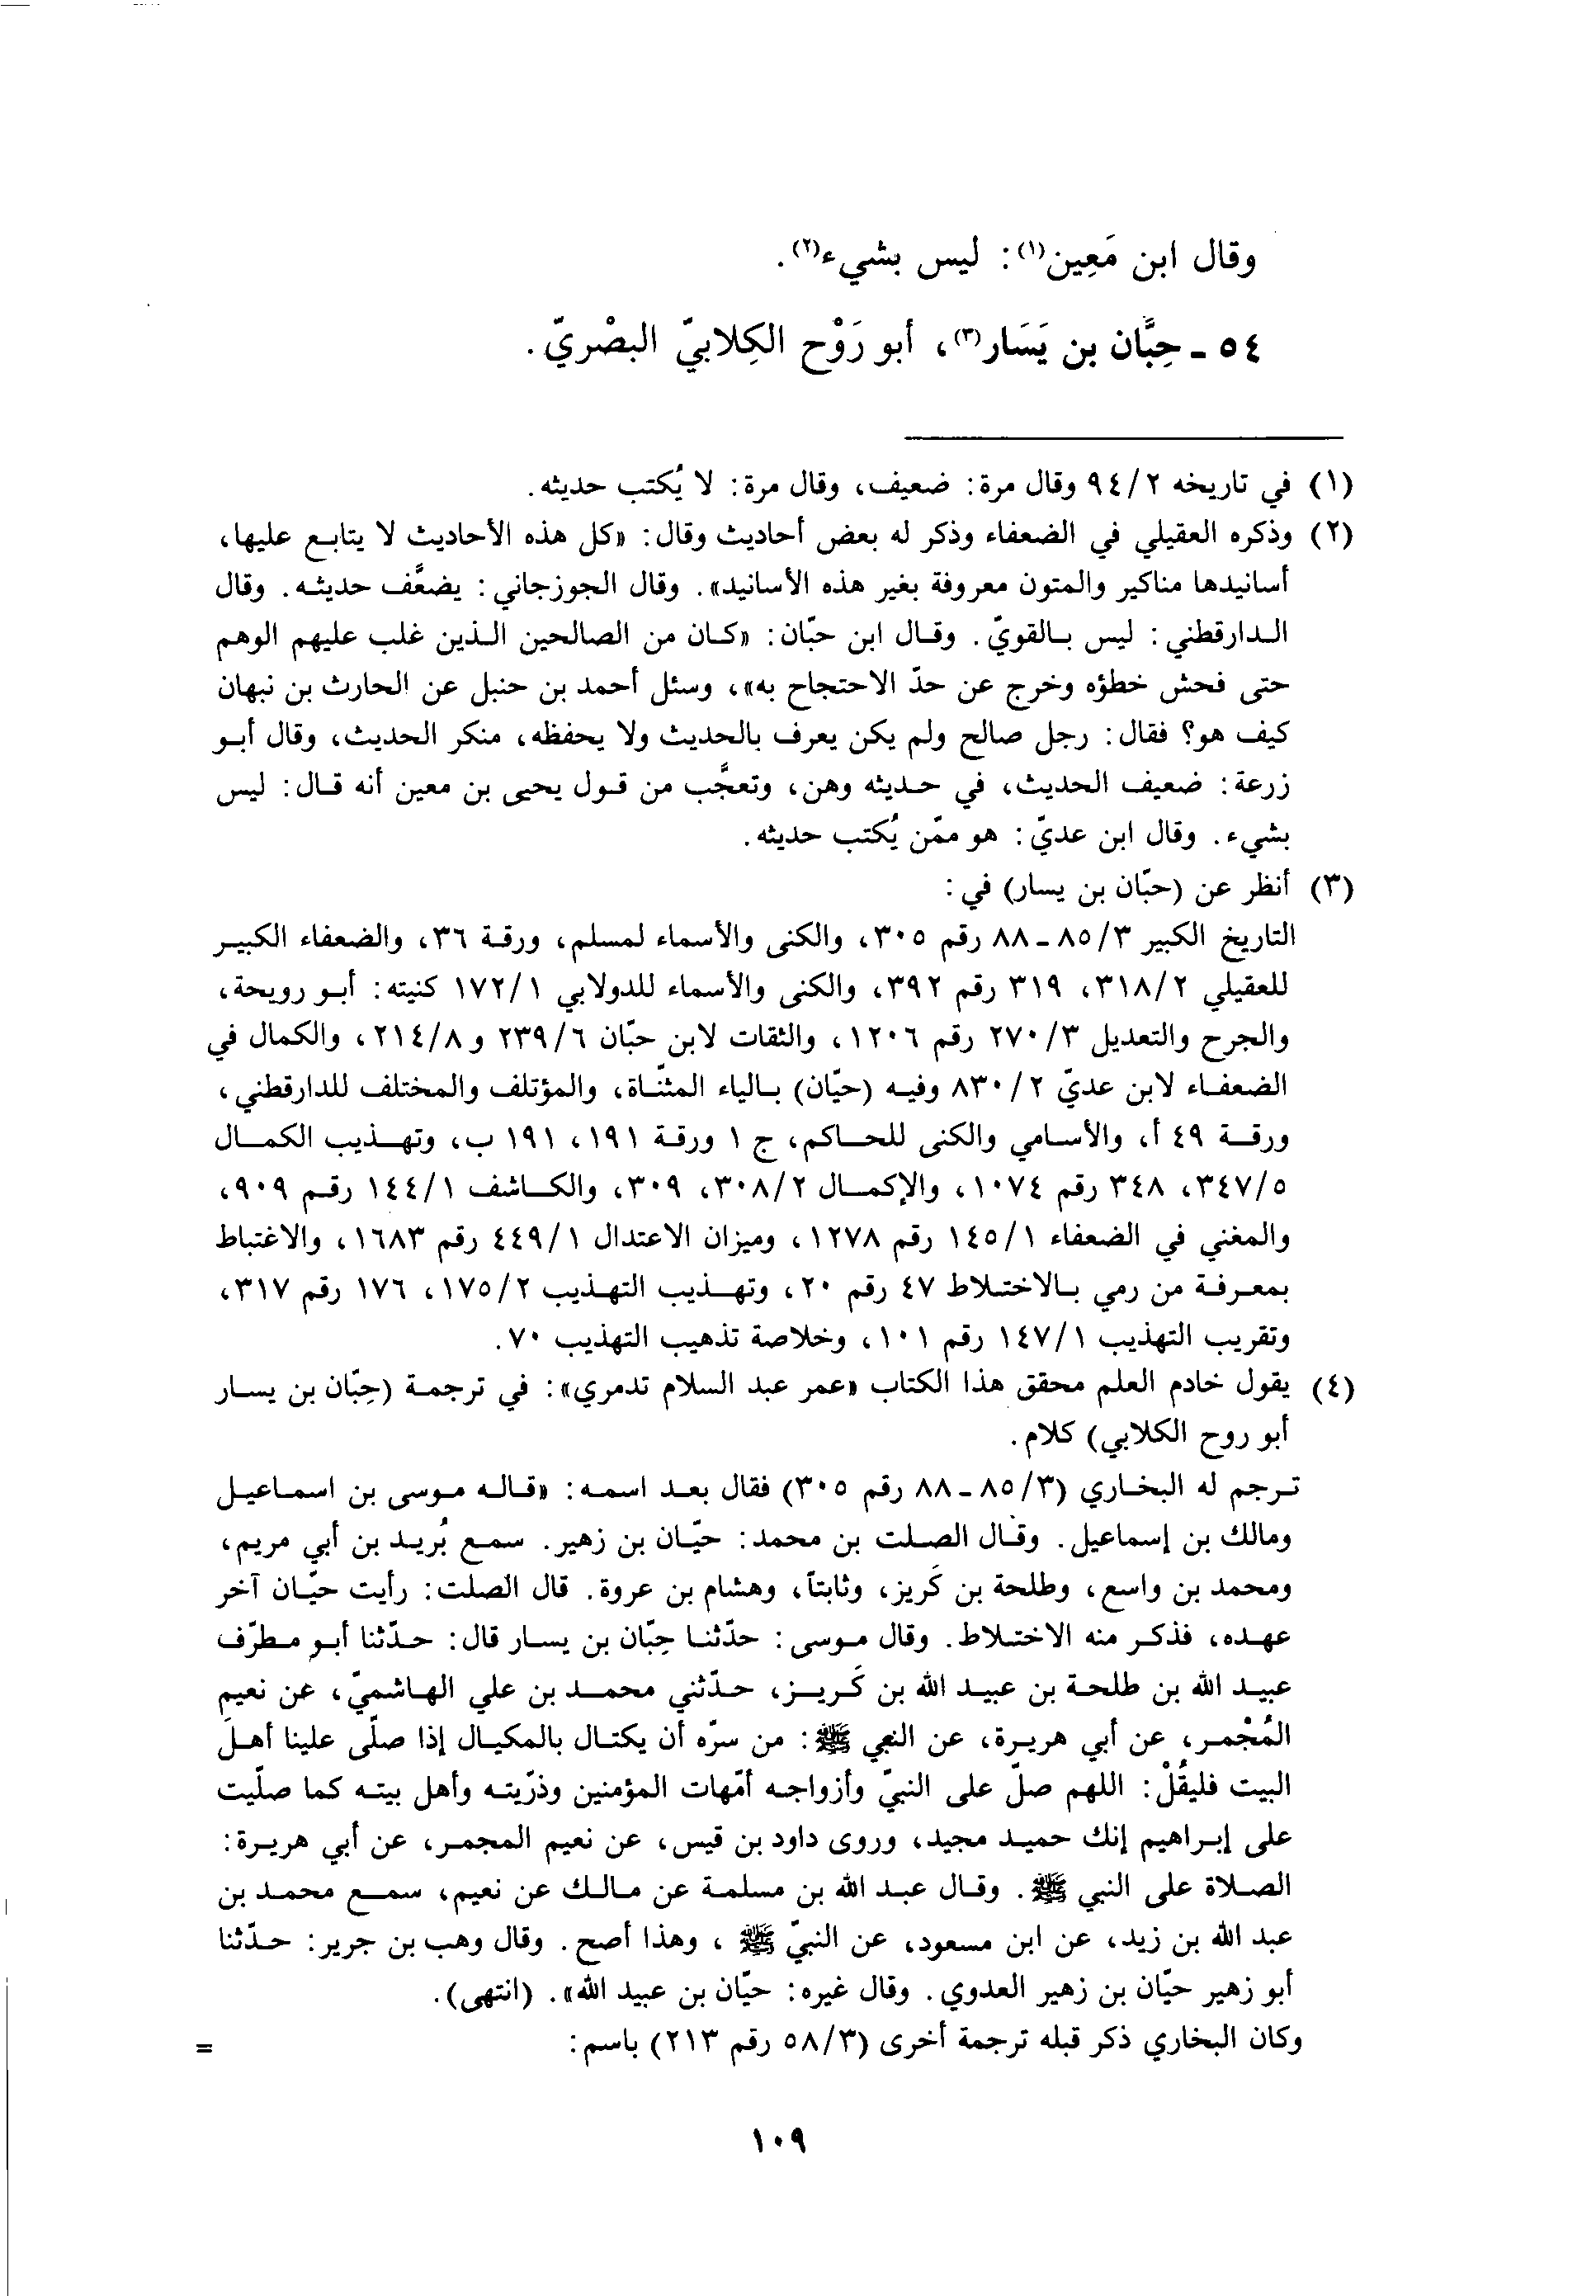 وقال ابن مَعِين(١): ليس بشيء(٢).
٥٤ ـ حِبَّان بن يَسَار(٣)، أبو رَوْح الكِلابيّ البصْريّ.
(١) في تاريخه ٩٤/٢ وقال مرة: ضعيف، وقال مرة: لا يُكتب حديثه.
(٢) وذكره العقيلي في الضعفاء وذكر له بعض أحاديث وقال: «كل هذه الأحاديث لا يتابع عليها،
أسانيدها مناكير والمتون معروفة بغير هذه الأسانيد». وقال الجوزجاني: يضعَّف حديثه. وقال
الدارقطني: ليس بالقويّ. وقال ابن حبّان: «كان من الصالحين الذين غلب عليهم الوهم
حتى فحش خطؤه وخرج عن حدّ الاحتجاج به»، وسئل أحمد بن حنبل عن الحارث بن نبهان
كيف هو؟ فقال: رجل صالح ولم يكن يعرف بالحديث ولا يحفظه، منكر الحديث، وقال أبو
زرعة: ضعيف الحديث، في حديثه وهن، وتعجَّب من قول يحيى بن معين أنه قال: ليس
بشيء. وقال ابن عديّ: هو ممّن يُكتب حديثه.
(٣) أنظر عن (حبّان بن يسار) في:
التاريخ الكبير ٨٥/٣ ـ ٨٨ رقم ٣٠٥، والكنى والأسماء لمسلم، ورقة ٣٦، والضعفاء الكبير
للعقيلي ٣١٨/٢، ٣١٩ رقم ٣٩٢، والكنى والأسماء للدولابي ١٧٢/١ كنيته: أبو رويحة،
والجرح والتعديل ٢٧٠/٣ رقم ١٢٠٦، والثقات لابن حبّان ٢٣٩/٦ و ٢١٤/٨، والكمال في
الضعفاء لابن عديّ ٨٣٠/٢ وفيه (حيّان) بالياء المثنّاة، والمؤتلف والمختلف للدارقطني،
ورقة ٤٩ أ، والأسامي والكنى للحاكم، ج ١ ورقة ١٩١، ١٩١ ب، وتهذيب الكمال
٣٤٧/٥، ٣٤٨ رقم ١٠٧٤، والإكمال ٣٠٨/٢، ٣٠٩، والكاشف ١٤٤/١ رقم ٩٠٩،
والمغني في الضعفاء ١٤٥/١ رقم ١٢٧٨، وميزان الاعتدال ٤٤٩/١ رقم ١٦٨٣، والاغتباط
بمعرفة من رمي بالاختلاط ٤٧ رقم ٢٠، وتهذيب التهذيب ١٧٥/٢، ١٧٦ رقم ٣١٧،
وتقريب التهذيب ١٤٧/١ رقم ١٠١، وخلاصة تذهيب التهذيب ٧٠.
(٤) يقول خادم العلم محقق هذا الكتاب «عمر عبد السلام تدمري»: في ترجمة (حِبّان بن يسار
أبو روح الكلابي) كلام.
ترجم له البخاري (٨٥/٣ ـ ٨٨ رقم ٣٠٥) فقال بعد اسمه: «قاله موسى بن اسماعيل
ومالك بن إسماعيل. وقال الصلت بن محمد: حيّان بن زهير. سمع بُريد بن أبي مريم،
ومحمد بن واسع، وطلحة بن كَريز، وثابتاً، وهشام بن عروة. قال الصلت: رأيت حيّان آخر
عهده، فذكر منه الاختلاط. وقال موسى: حدّثنا حِبّان بن يسار قال: حدّثنا أبو مطرّف
عبيد الله بن طلحة بن عبيد الله بن كَريز، حدّثني محمد بن علي الهاشميّ، عن نعيم
المُجْمر، عن أبي هريرة، عن النبي ﷺ: من سرّه أن يكتال بالمكيال إذا صلّى علينا أهلَ
البيت فليقُلْ: اللهم صلّ على النبيّ وأزواجه أمّهات المؤمنين وذرّيته وأهل بيته كما صلّيت
على إبراهيم إنك حميد مجيد، وروى داود بن قيس، عن نعيم المجمر، عن أبي هريرة:
الصلاة على النبي ﷺ. وقال عبد الله بن مسلمة عن مالك عن نعيم، سمع محمد بن
عبد الله بن زيد، عن ابن مسعود، عن النبيّ ﷺ، وهذا أصح. وقال وهب بن جرير: حدّثنا
أبو زهير حيّان بن زهير العدوي. وقال غيره: حيّان بن عبيد الله». (انتهى).
وكان البخاري ذكر قبله ترجمة أخرى (٥٨/٣ رقم ٢١٣) باسم: =
١٠٩